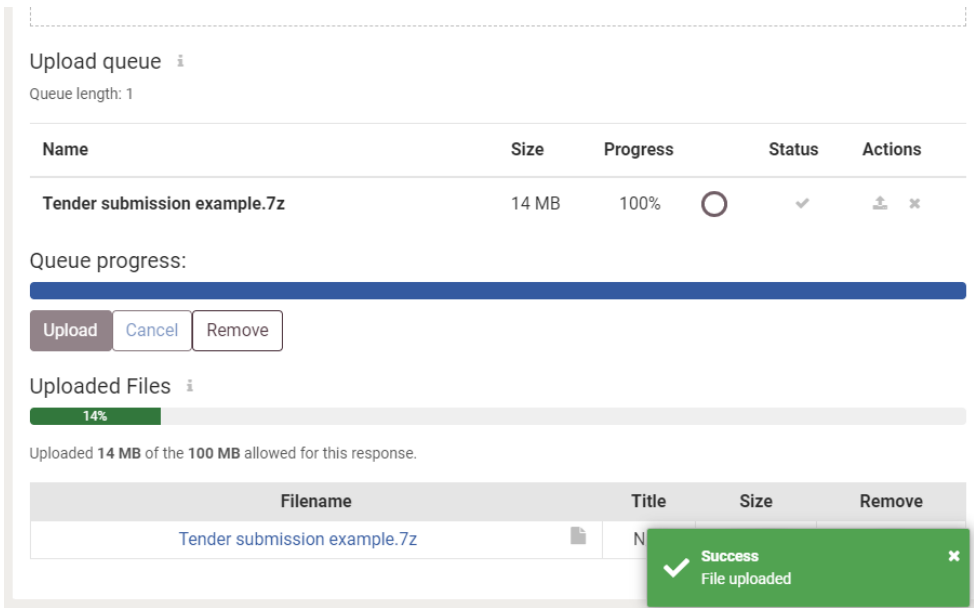 Upload queue
Queue length: 1
Name Size Progress Status Actions
Tender submission example.7z 14 MB 100%
Queue progress:
Upload Cancel Remove
Uploaded Files
14%
Uploaded 14 MB of the 100 MB allowed for this response.
Filename Title Size Remove
Tender submission example.7z
Success
File uploaded